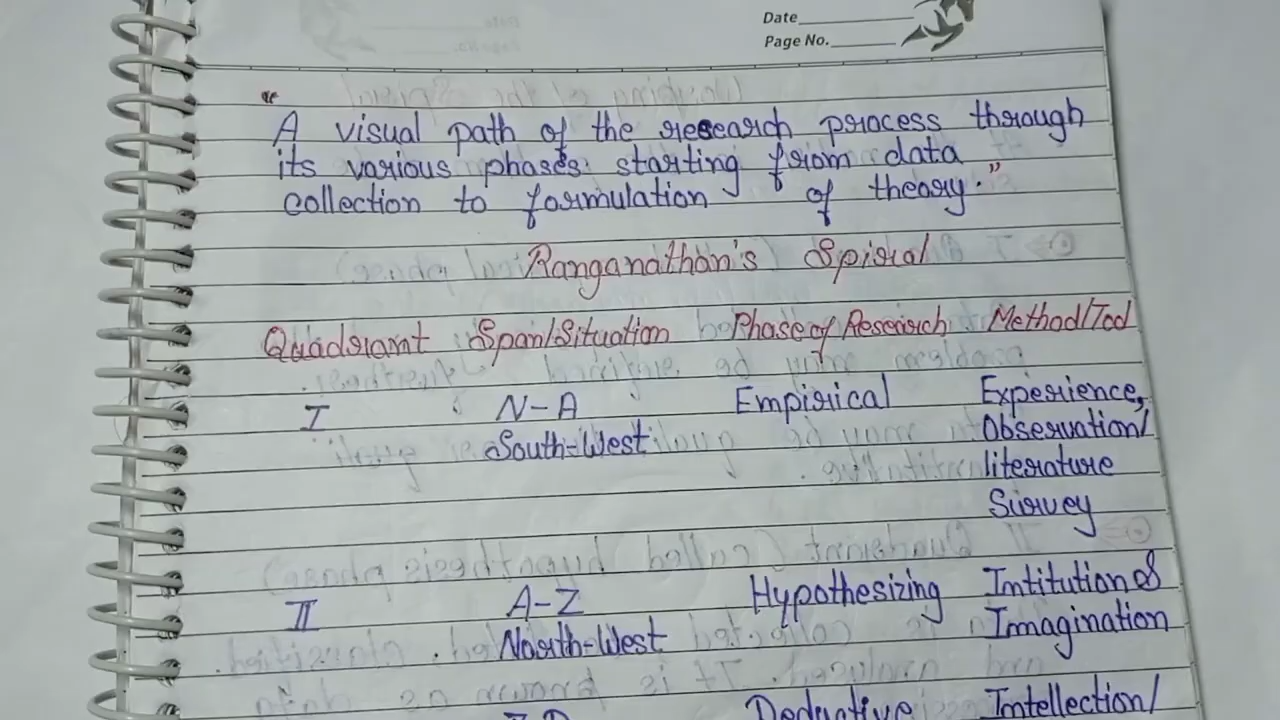 Date
Page No.
"A visual path of the research process through
its various phases starting from data
collection to formulation of theory."
Ranganathan's Spiral
Quadrant Span/Situation Phase of Research Method/Tool
I N-A Empirical Experience,
South-West Observation/
literature
Survey
II A-Z Hypothesizing Intitution &
North-West Imagination
Deductive Intellection/